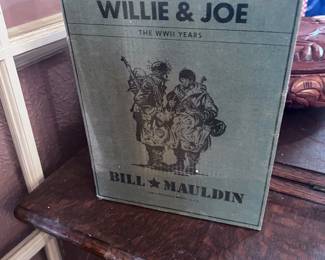 WILLIE & JOE
THE WWII YEARS
BILL ★ MAULDIN